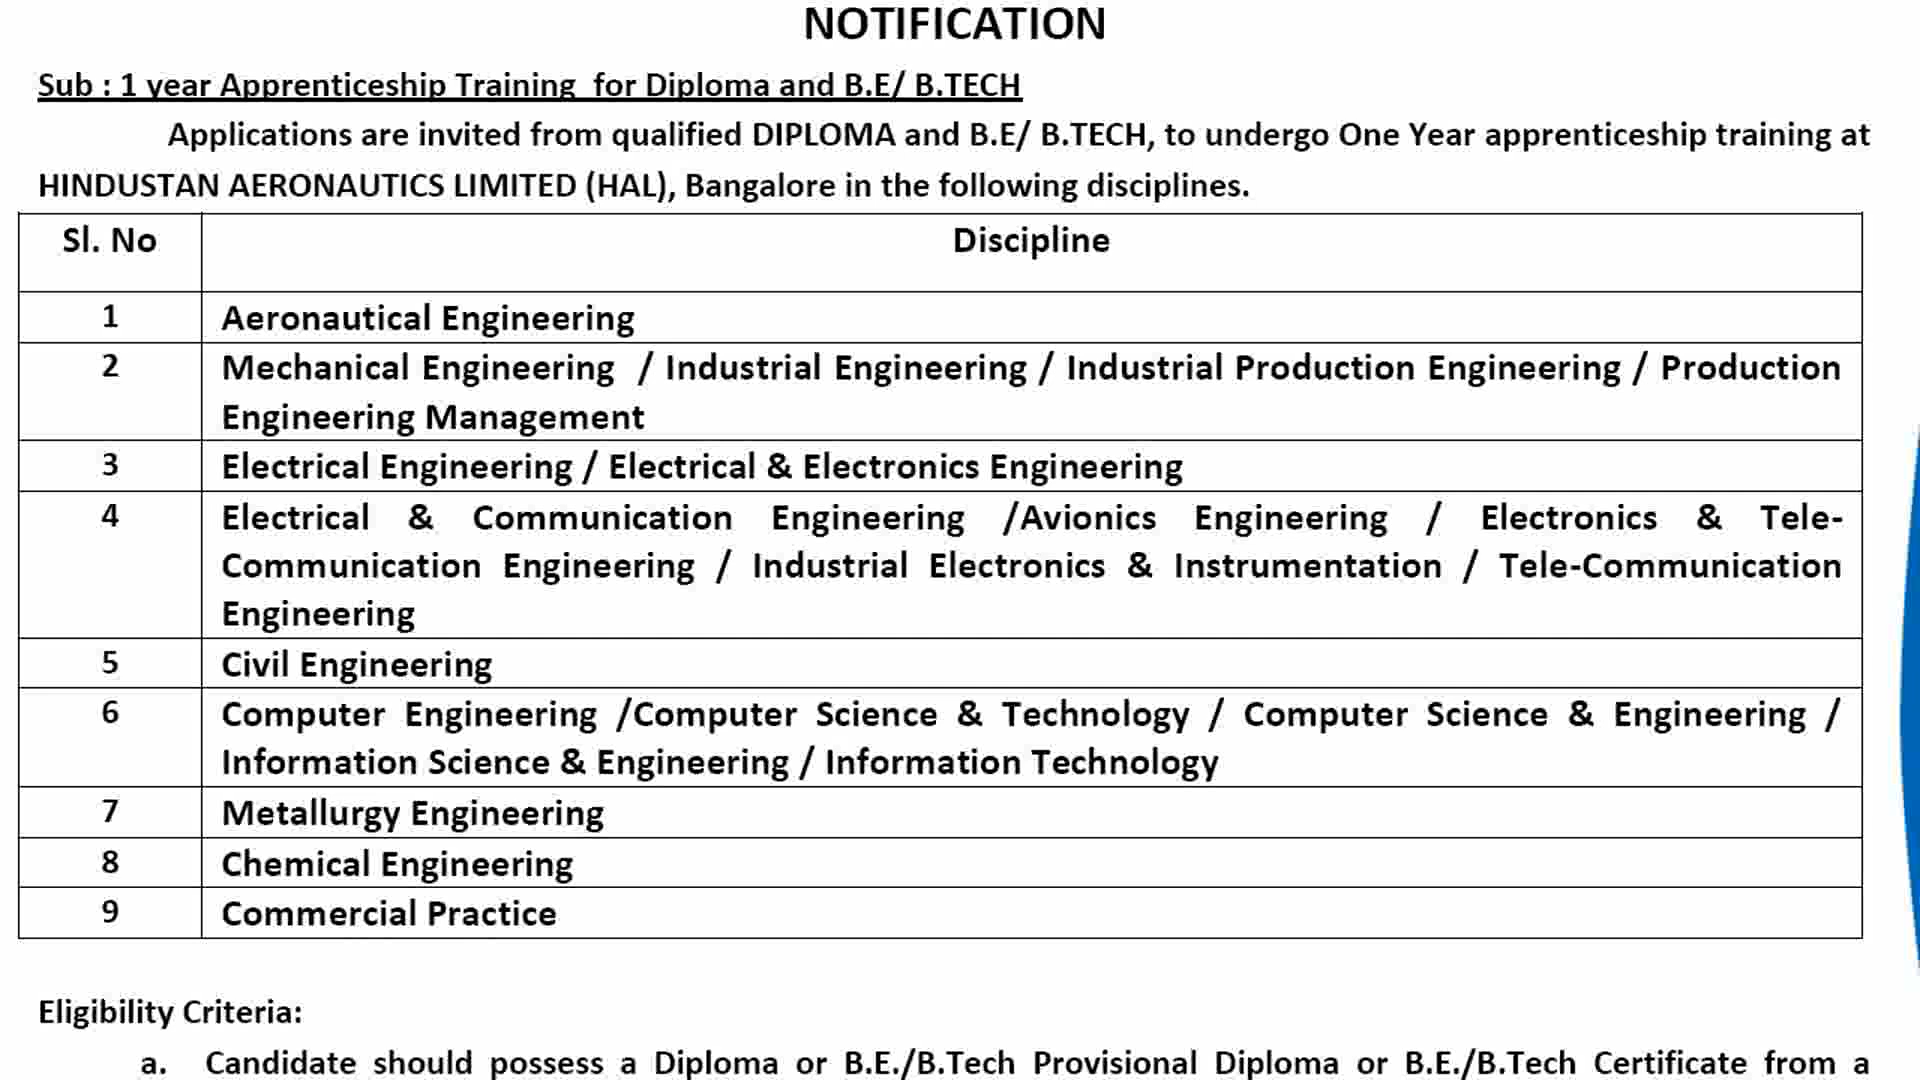 NOTIFICATION
Sub : 1 year Apprenticeship Training  for Diploma and B.E/ B.TECH
Applications are invited from qualified DIPLOMA and B.E/ B.TECH, to undergo One Year apprenticeship training at
HINDUSTAN AERONAUTICS LIMITED (HAL), Bangalore in the following disciplines.
Sl. No Discipline
1 Aeronautical Engineering
2 Mechanical Engineering  / Industrial Engineering / Industrial Production Engineering / Production
Engineering Management
3 Electrical Engineering / Electrical & Electronics Engineering
4 Electrical & Communication Engineering /Avionics Engineering / Electronics & Tele-
Communication Engineering / Industrial Electronics & Instrumentation / Tele-Communication
Engineering
5 Civil Engineering
6 Computer Engineering /Computer Science & Technology / Computer Science & Engineering /
Information Science & Engineering / Information Technology
7 Metallurgy Engineering
8 Chemical Engineering
9 Commercial Practice
Eligibility Criteria:
a. Candidate should possess a Diploma or B.E./B.Tech Provisional Diploma or B.E./B.Tech Certificate from a